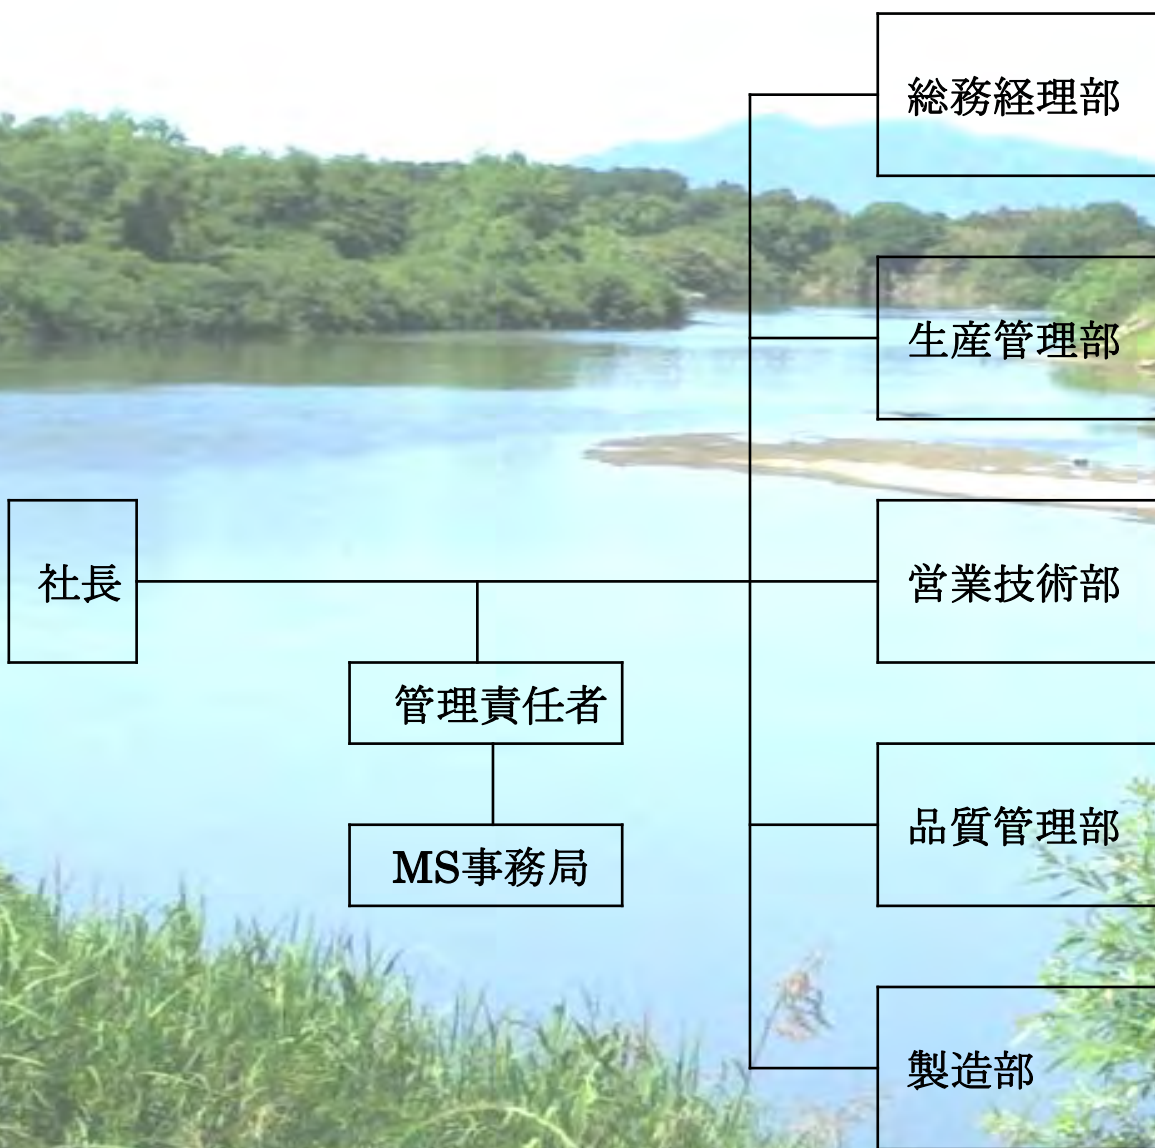 総務経理部
生産管理部
社長
営業技術部
管理責任者
品質管理部
MS事務局
製造部